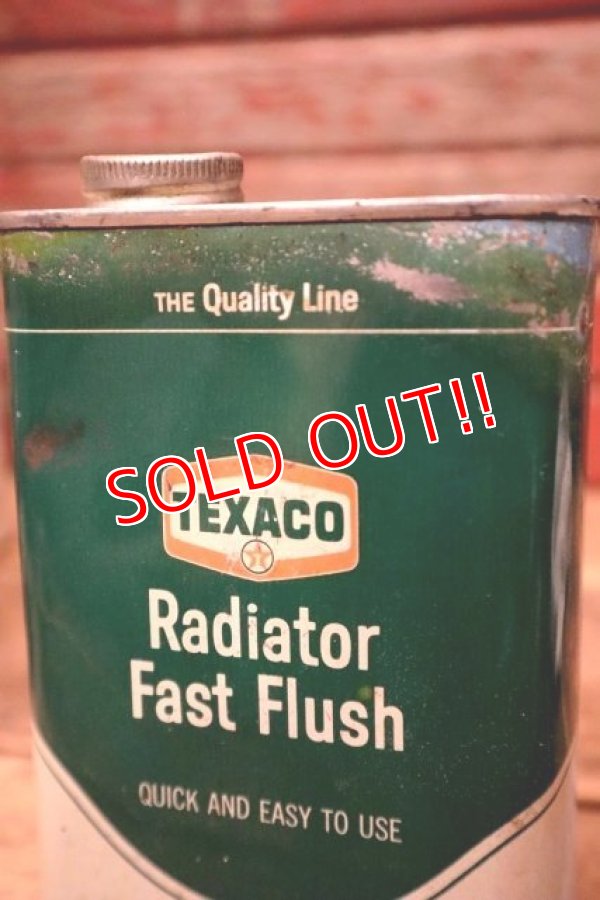 THE Quality Line
SOLD OUT!!
TEXACO
T
Radiator
Fast Flush
QUICK AND EASY TO USE